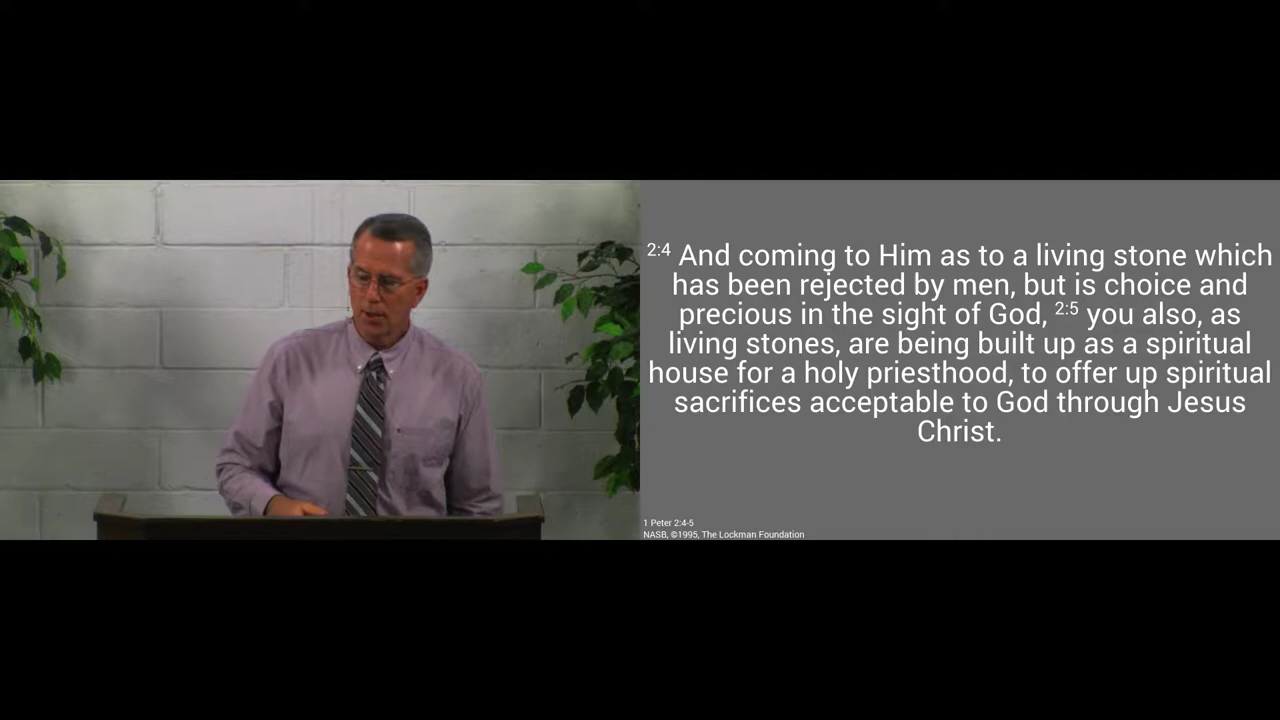 2:4 And coming to Him as to a living stone which
has been rejected by men, but is choice and
precious in the sight of God, 2:5 you also, as
living stones, are being built up as a spiritual
house for a holy priesthood, to offer up spiritual
sacrifices acceptable to God through Jesus
Christ.
1 Peter 2:4-5
NASB, ©1995, The Lockman Foundation